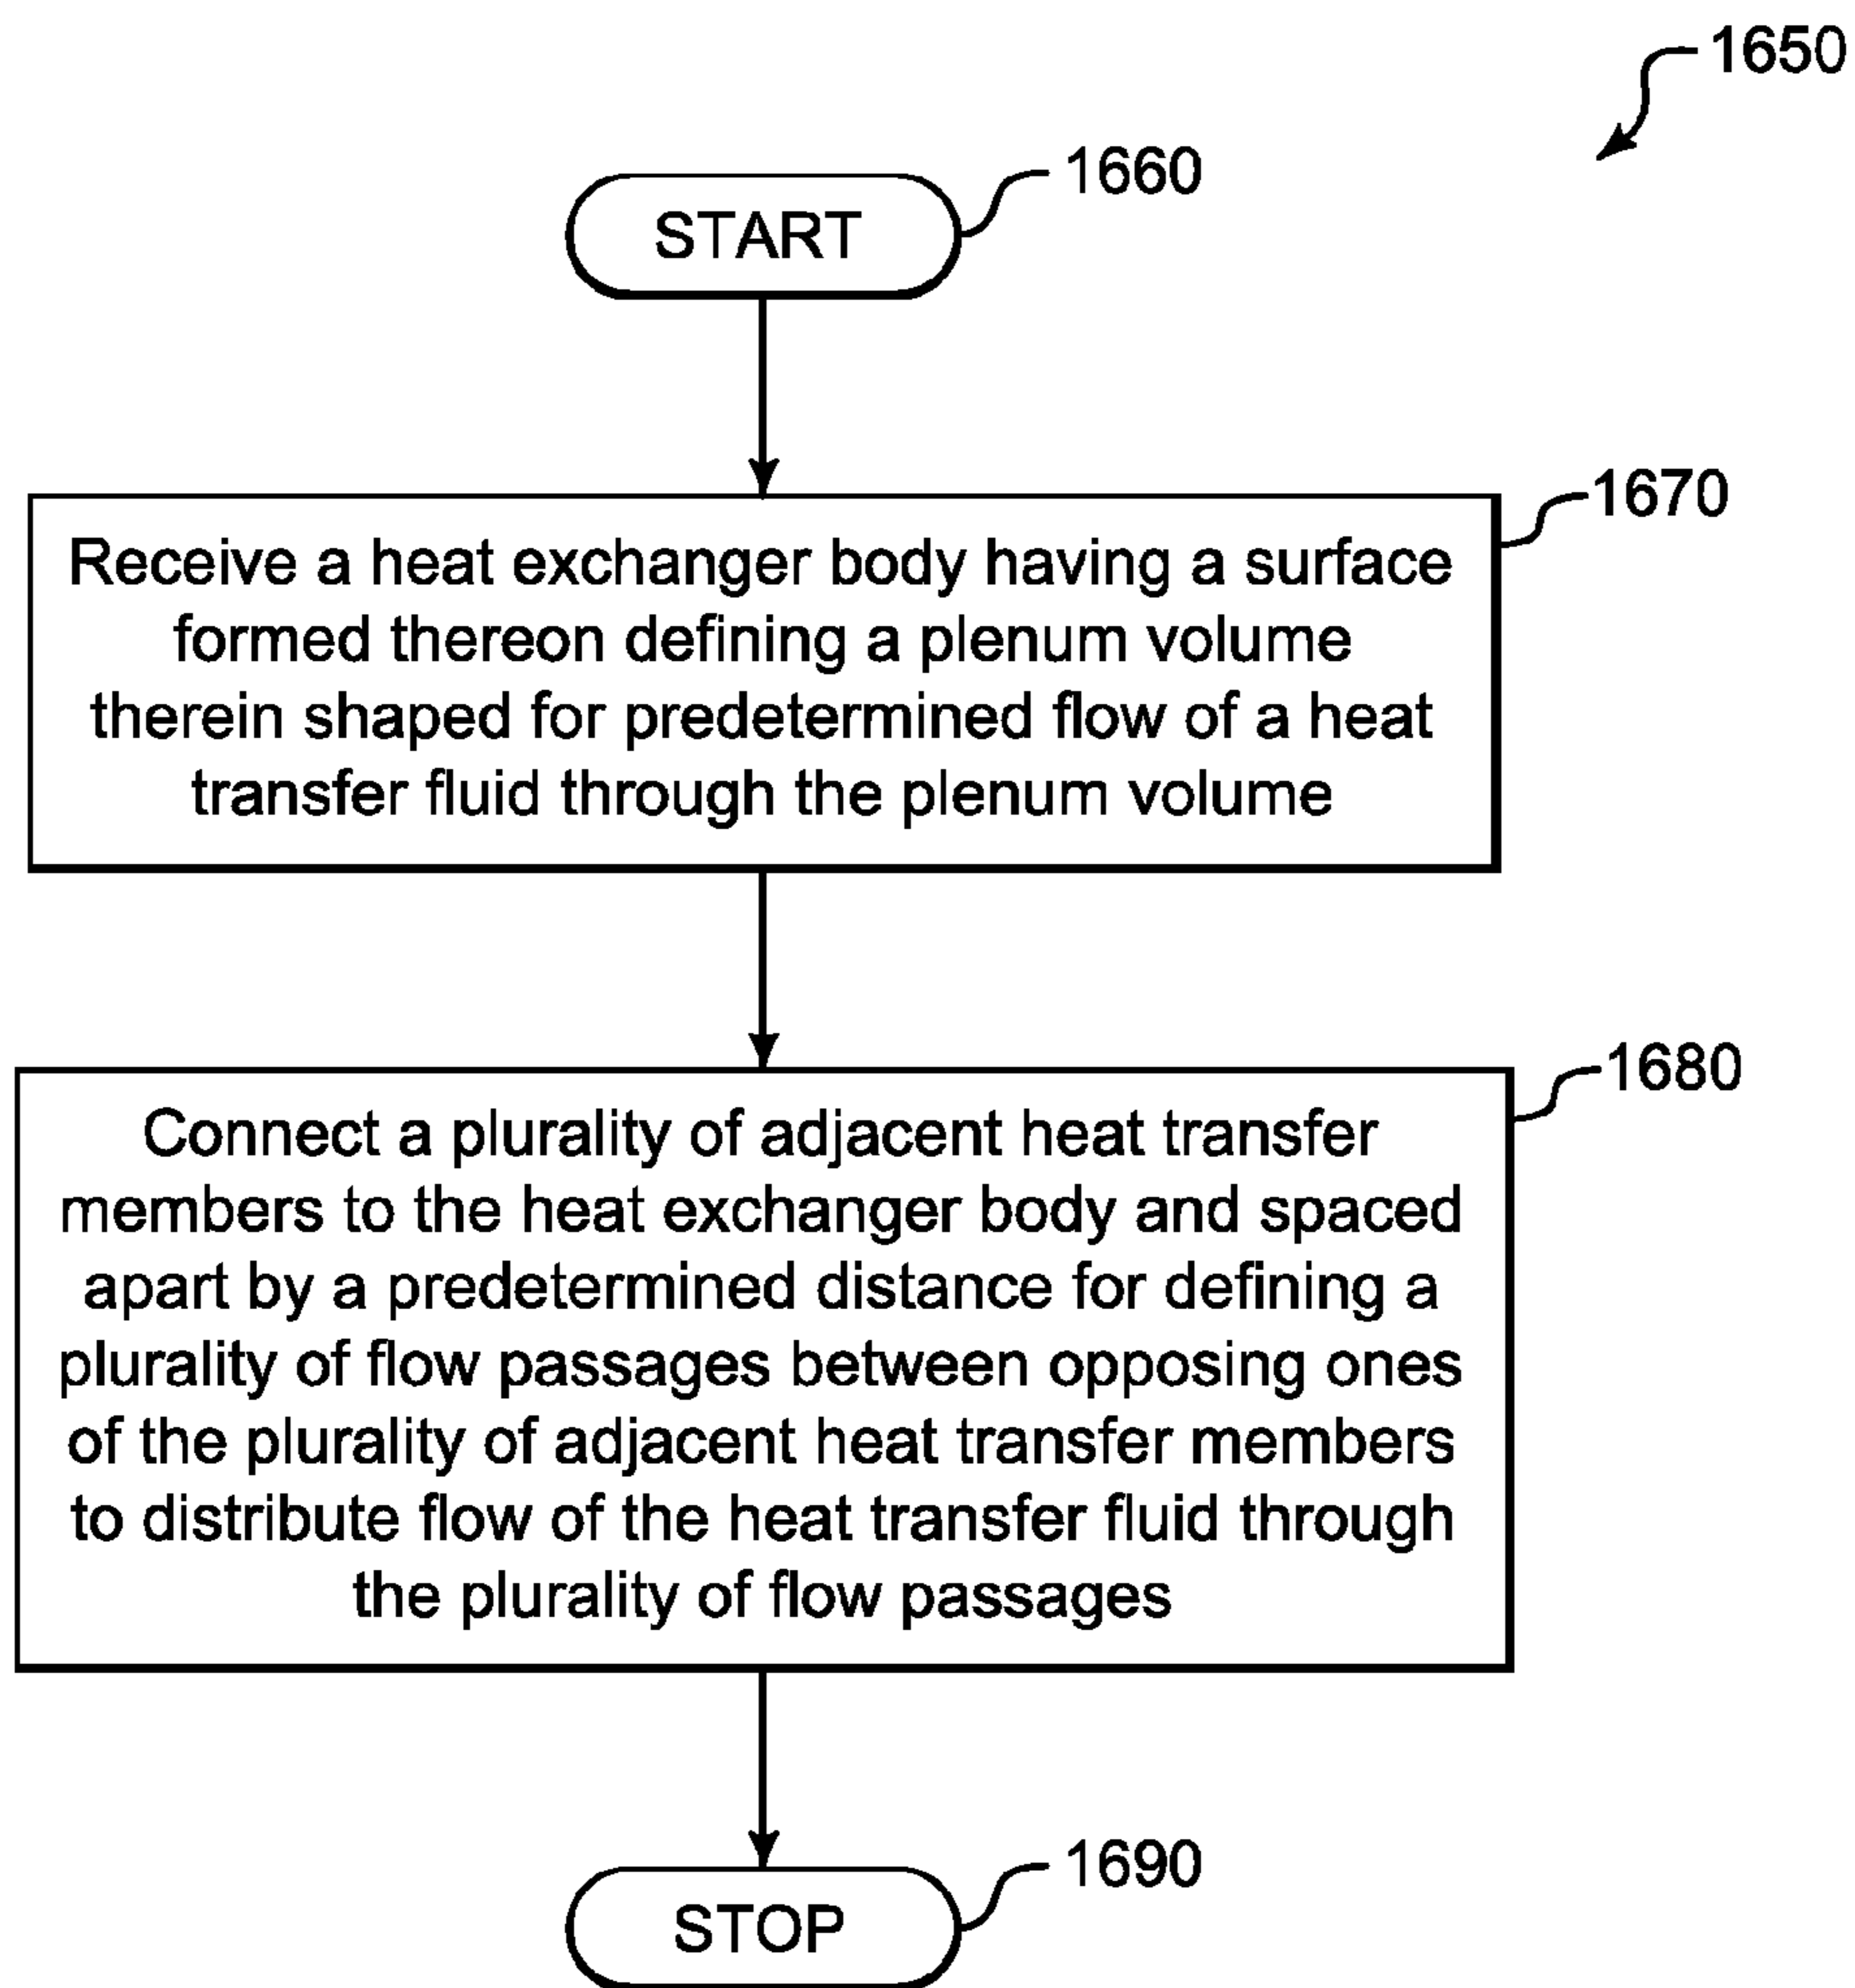 1650
1660
START
1670
Receive a heat exchanger body having a surface
formed thereon defining a plenum volume
therein shaped for predetermined flow of a heat
transfer fluid through the plenum volume
1680
Connect a plurality of adjacent heat transfer
members to the heat exchanger body and spaced
apart by a predetermined distance for defining a
plurality of flow passages between opposing ones
of the plurality of adjacent heat transfer members
to distribute flow of the heat transfer fluid through
the plurality of flow passages
1690
STOP